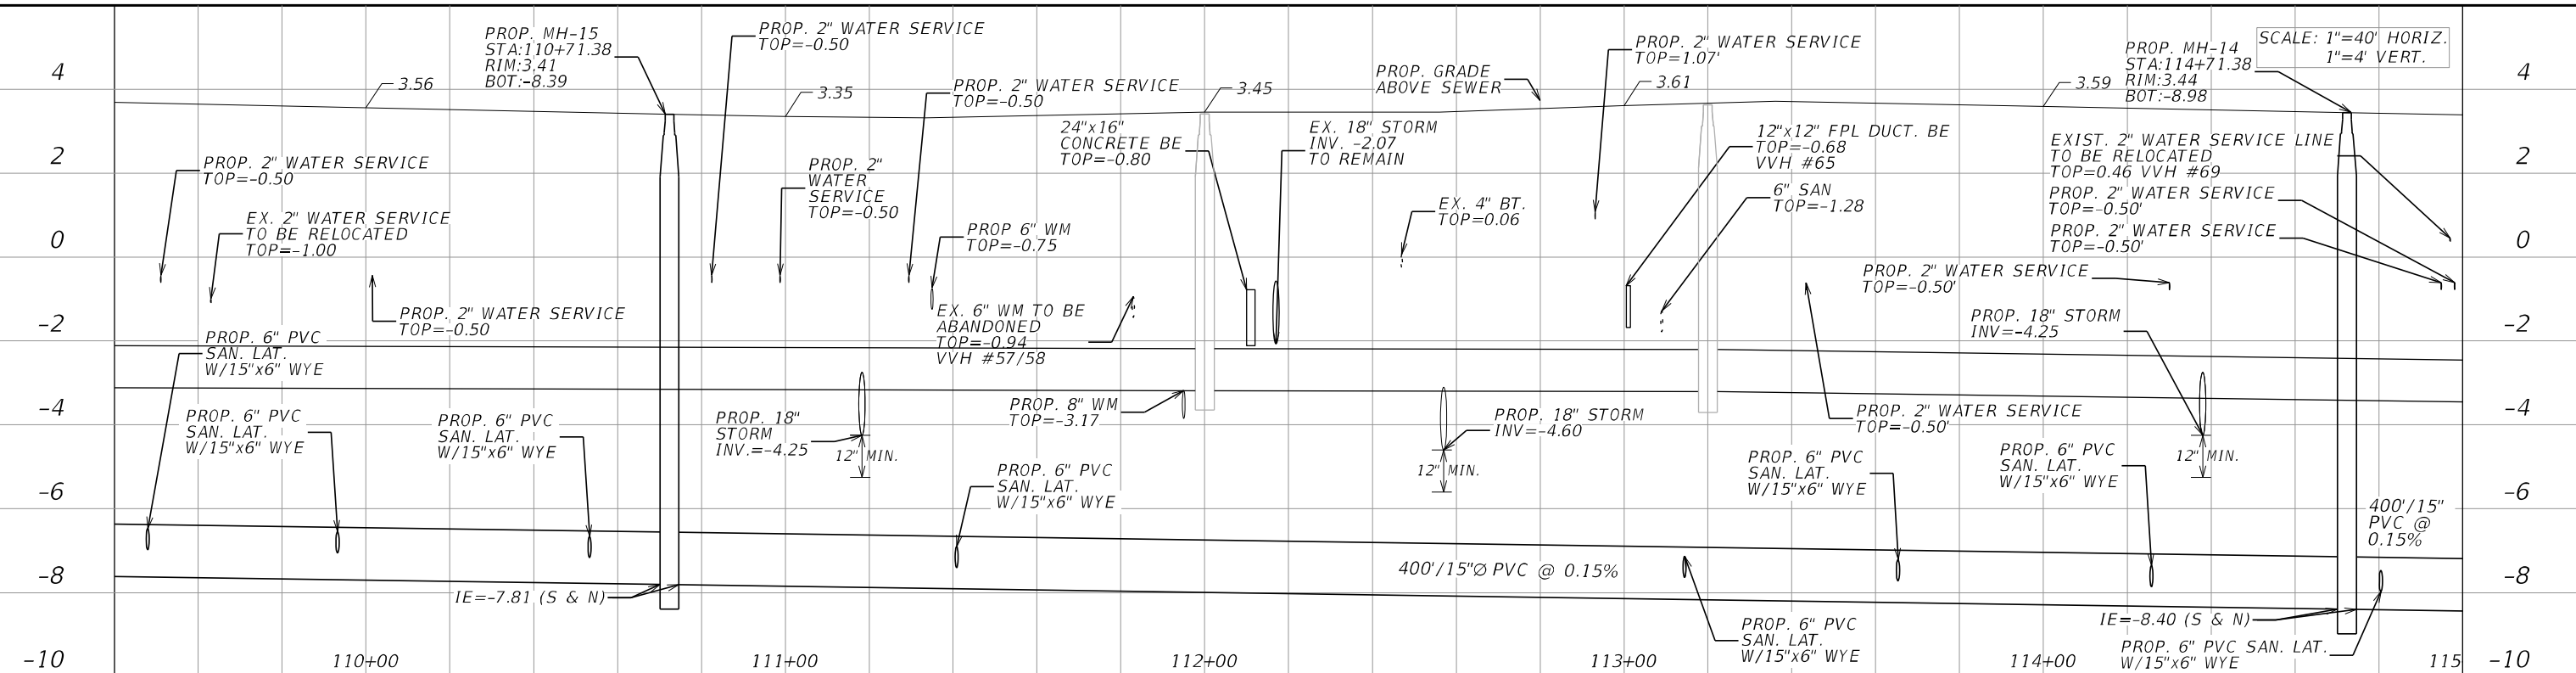 PROP. MH-15
STA:110+71.38
RIM:3.41
BOT:-8.39
PROP. 2" WATER SERVICE
TOP=-0.50
PROP. 2" WATER SERVICE
TOP=-0.50
PROP. GRADE
ABOVE SEWER
PROP. 2" WATER SERVICE
TOP=1.07'
PROP. MH-14
STA:114+71.38
RIM:3.44
BOT:-8.98
SCALE: 1"=40' HORIZ.
1"=4' VERT.
4
2
0
-2
-4
-6
-8
-10
3.56
3.35
3.45
3.61
3.59
PROP. 2" WATER SERVICE
TOP=-0.50
EX. 2" WATER SERVICE
TO BE RELOCATED
TOP=-1.00
PROP. 2" WATER SERVICE
TOP=-0.50
PROP. 2"
WATER
SERVICE
TOP=-0.50
PROP 6" WM
TOP=-0.75
24"x16"
CONCRETE BE
TOP=-0.80
EX. 18" STORM
INV. -2.07
TO REMAIN
EX. 4" BT.
TOP=0.06
12"x12" FPL DUCT. BE
TOP=-0.68
VVH #65
6" SAN
TOP=-1.28
EXIST. 2" WATER SERVICE LINE
TO BE RELOCATED
TOP=0.46 VVH #69
PROP. 2" WATER SERVICE
TOP=-0.50'
PROP. 2" WATER SERVICE
TOP=-0.50'
PROP. 2" WATER SERVICE
TOP=-0.50'
PROP. 18" STORM
INV=-4.25
EX. 6" WM TO BE
ABANDONED
TOP=-0.94
VVH #57/58
PROP. 6" PVC
SAN. LAT.
W/15"x6" WYE
PROP. 6" PVC
SAN. LAT.
W/15"x6" WYE
PROP. 6" PVC
SAN. LAT.
W/15"x6" WYE
PROP. 18"
STORM
INV.=-4.25
12" MIN.
PROP. 8" WM
TOP=-3.17
PROP. 6" PVC
SAN. LAT.
W/15"x6" WYE
PROP. 18" STORM
INV=-4.60
12" MIN.
PROP. 2" WATER SERVICE
TOP=-0.50'
PROP. 6" PVC
SAN. LAT.
W/15"x6" WYE
PROP. 6" PVC
SAN. LAT.
W/15"x6" WYE
12" MIN.
400'/15"
PVC @
0.15%
400'/15"Ø PVC @ 0.15%
IE=-7.81 (S & N)
IE=-8.40 (S & N)
PROP. 6" PVC
SAN. LAT.
W/15"x6" WYE
PROP. 6" PVC SAN. LAT.
W/15"x6" WYE
4
2
0
-2
-4
-6
-8
-10
110+00
111+00
112+00
113+00
114+00
115